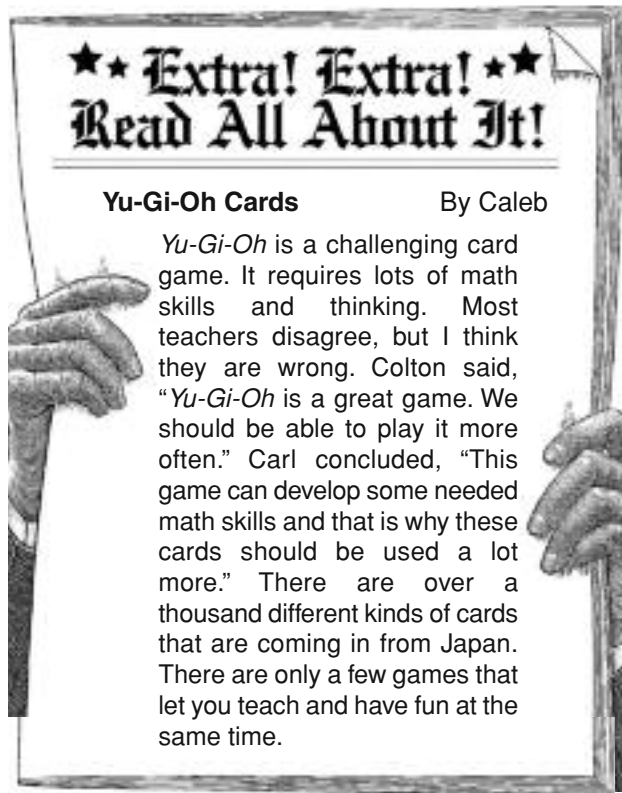 Extra! Extra!
Read All About It!
Yu-Gi-Oh Cards By Caleb
Yu-Gi-Oh is a challenging card
game. It requires lots of math
skills and thinking. Most
teachers disagree, but I think
they are wrong. Colton said,
“Yu-Gi-Oh is a great game. We
should be able to play it more
often.” Carl concluded, “This
game can develop some needed
math skills and that is why these
cards should be used a lot
more.” There are over a
thousand different kinds of cards
that are coming in from Japan.
There are only a few games that
let you teach and have fun at the
same time.